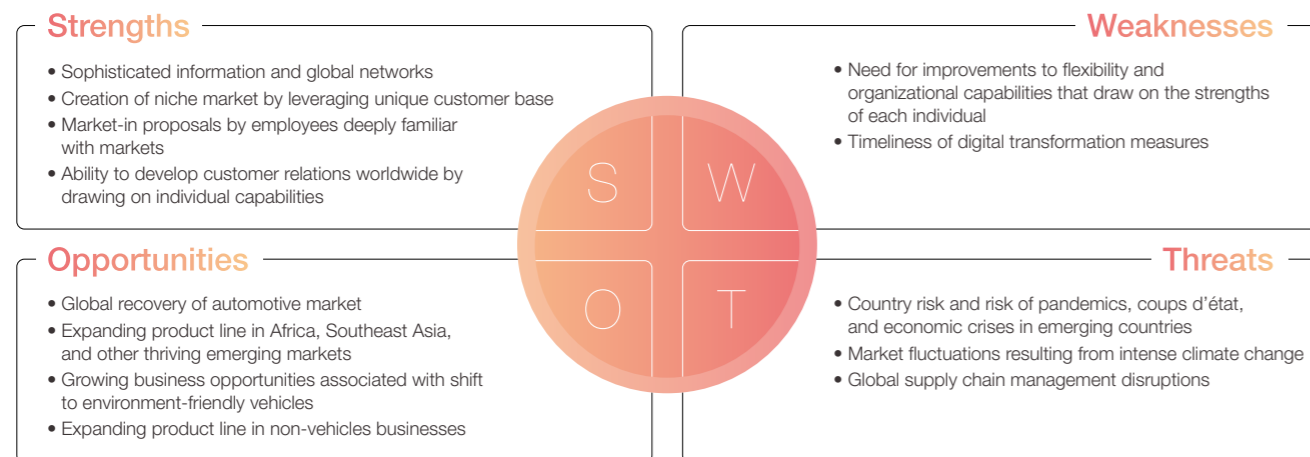 Strengths
• Sophisticated information and global networks
• Creation of niche market by leveraging unique customer base
• Market-in proposals by employees deeply familiar
with markets
• Ability to develop customer relations worldwide by
drawing on individual capabilities
Weaknesses
• Need for improvements to flexibility and
organizational capabilities that draw on the strengths
of each individual
• Timeliness of digital transformation measures
S
W
O
T
Opportunities
• Global recovery of automotive market
• Expanding product line in Africa, Southeast Asia,
and other thriving emerging markets
• Growing business opportunities associated with shift
to environment-friendly vehicles
• Expanding product line in non-vehicles businesses
Threats
• Country risk and risk of pandemics, coups d’état,
and economic crises in emerging countries
• Market fluctuations resulting from intense climate change
• Global supply chain management disruptions